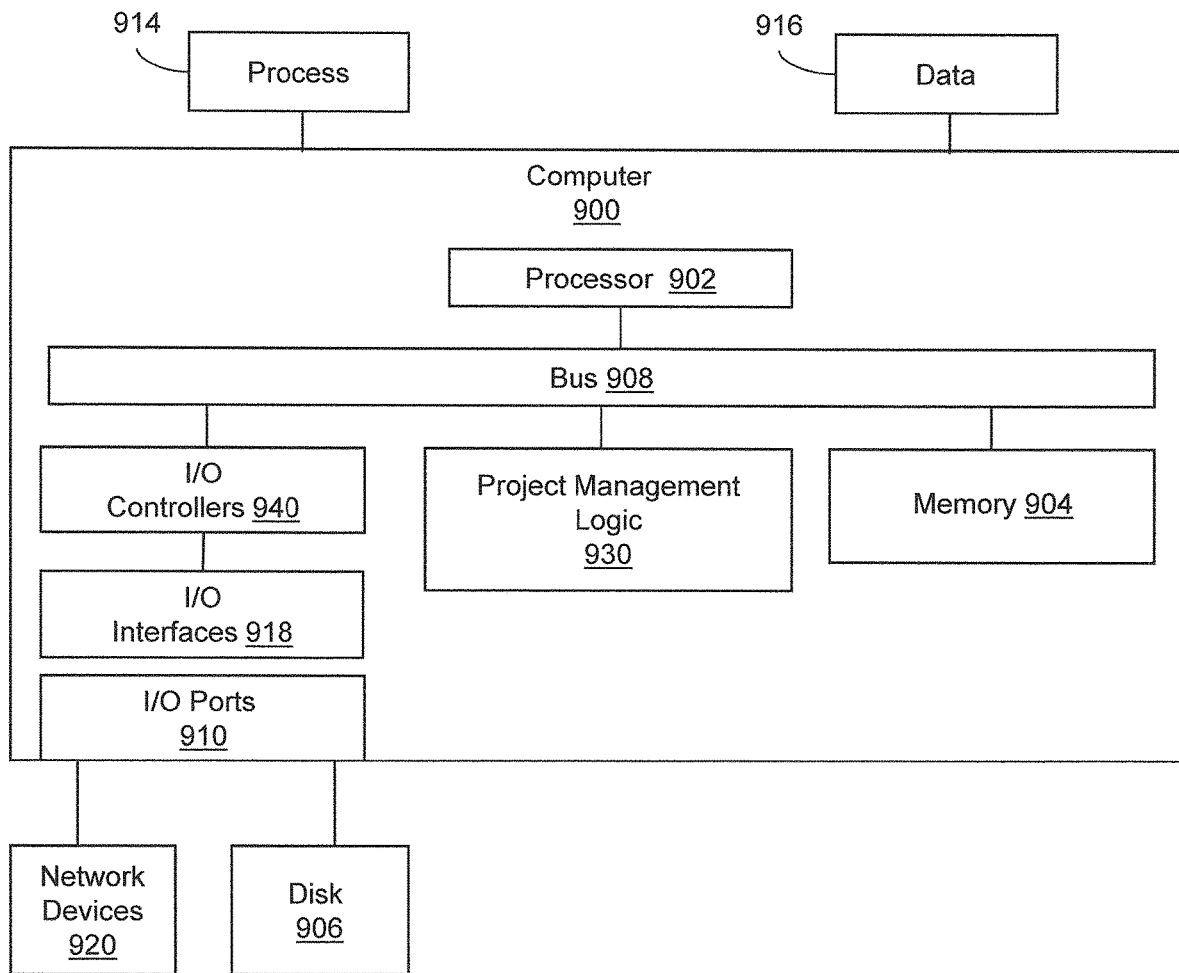 914
Process
916
Data
Computer
900
Processor 902
Bus 908
I/O
Controllers 940
Project Management
Logic
930
Memory 904
I/O
Interfaces 918
I/O Ports
910
Network
Devices
920
Disk
906